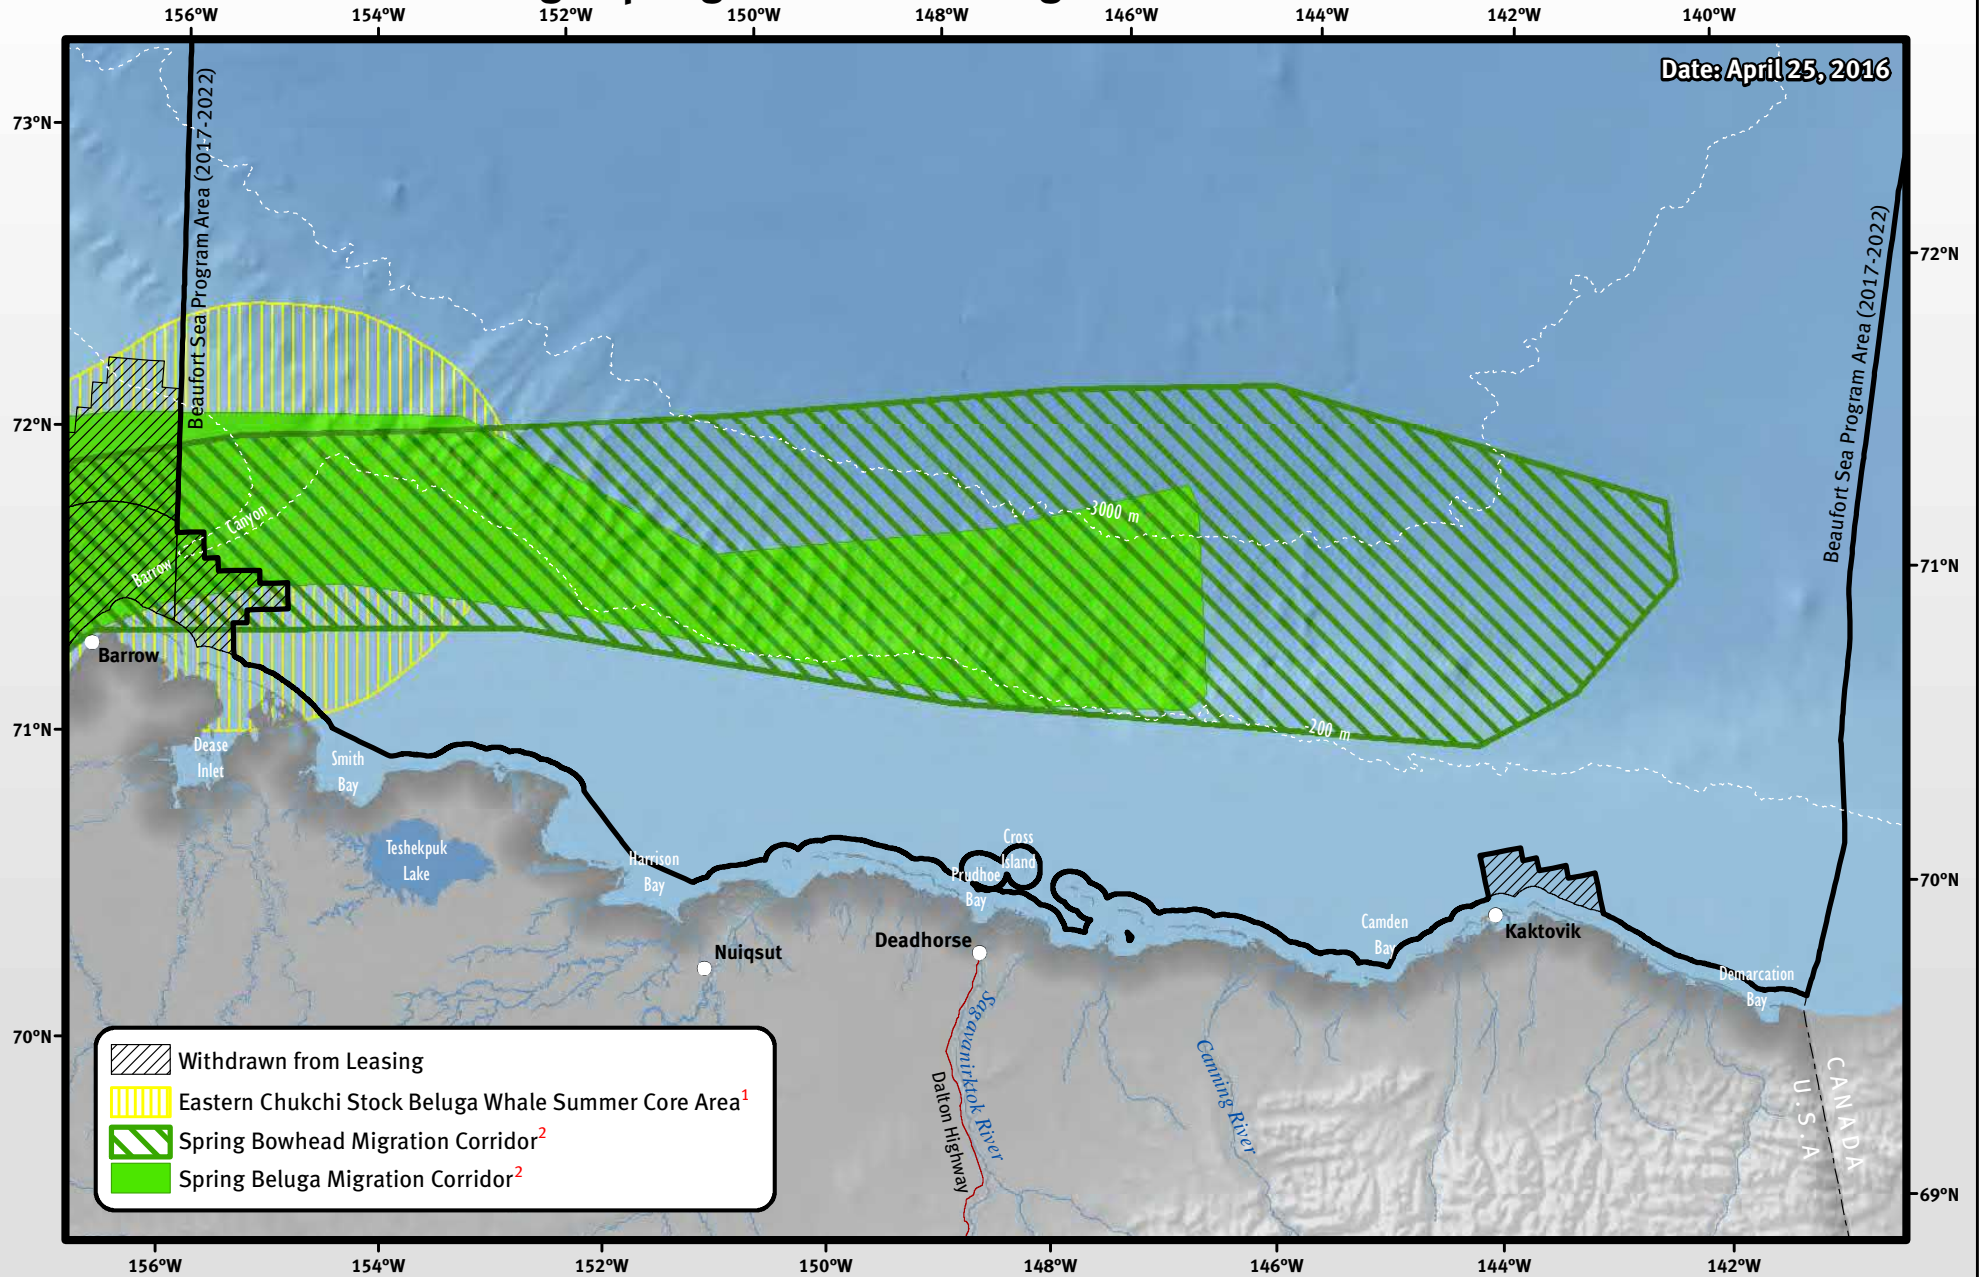 156°W
154°W
152°W
150°W
148°W
146°W
144°W
142°W
140°W
Date: April 25, 2016
73°N
72°N
71°N
70°N
72°N
71°N
70°N
69°N
Beaufort Sea Program Area (2017-2022)
Beaufort Sea Program Area (2017-2022)
Canyon
Barrow
3000 m
200 m
Barrow
Dease
Inlet
Smith
Bay
Teshekpuk
Lake
Harrison
Bay
Cross
Island
Prudhoe
Bay
Camden
Bay
Kaktovik
Demarcation
Bay
Nuiqsut
Deadhorse
Sagavanirktok River
Dalton Highway
Canning River
CANADA
U.S.A
Withdrawn from Leasing
Eastern Chukchi Stock Beluga Whale Summer Core Area1
Spring Bowhead Migration Corridor2
Spring Beluga Migration Corridor2
156°W
154°W
152°W
150°W
148°W
146°W
144°W
142°W